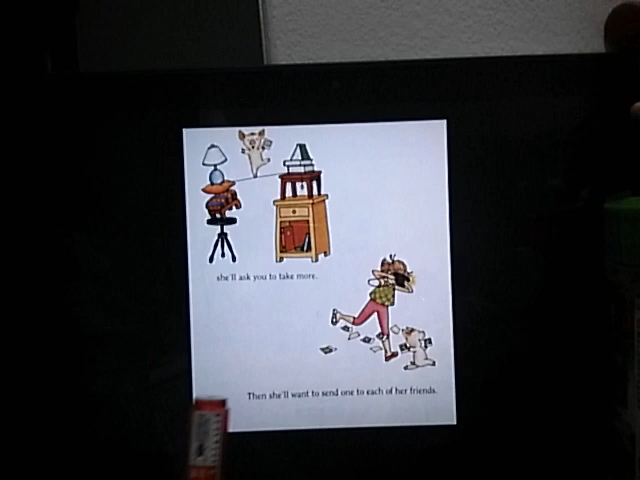 she'll ask you to take more.
Then she'll want to send one to each of her friends.